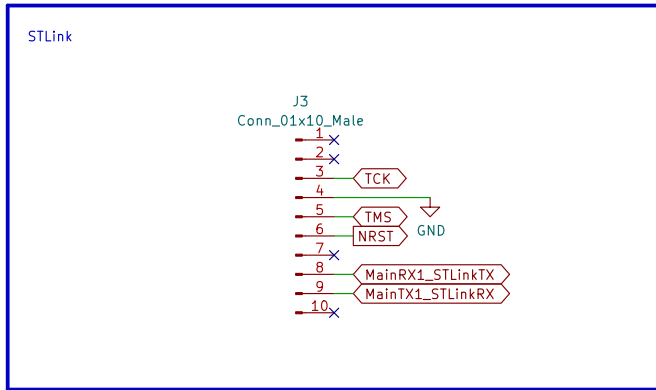 STLink
J3
Conn_01x10_Male
1
2
3 TCK
4
5 TMS
6 NRST
GND
7
8 MainRX1_STLinkTX
9 MainTX1_STLinkRX
10